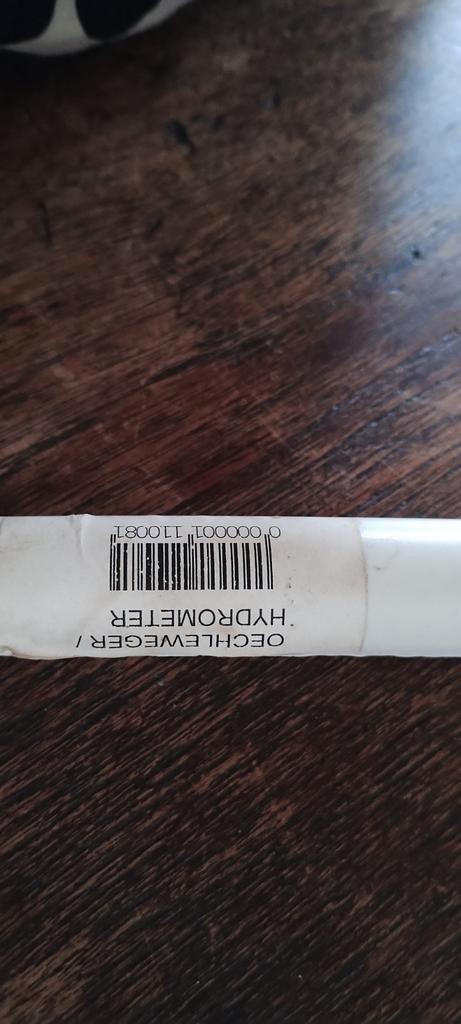 OECHLEWEGER /
HYDROMETER
0 000001 110081